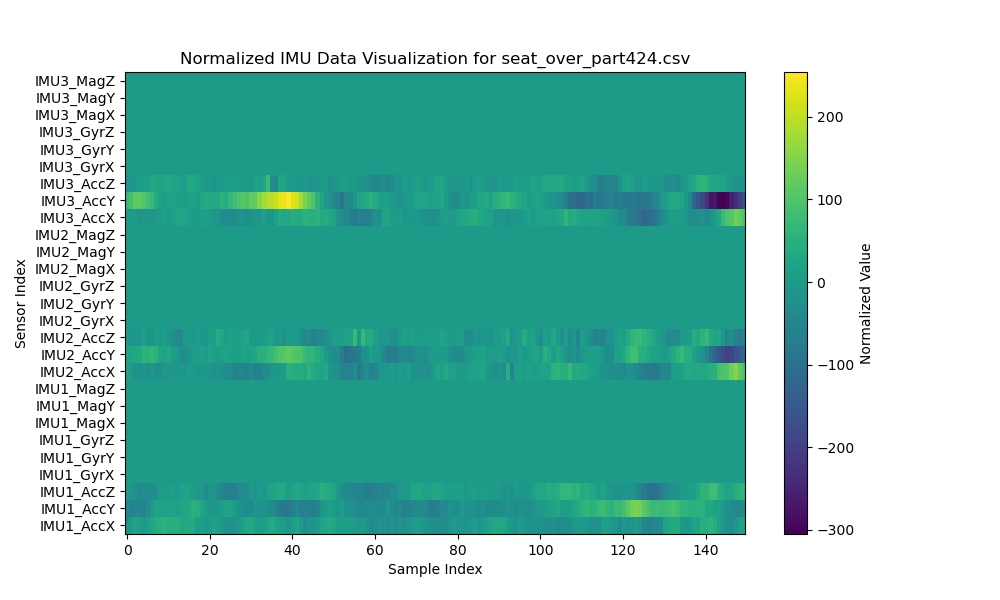 Normalized IMU Data Visualization for seat_over_part424.csv
IMU3_MagZ
IMU3_MagY
IMU3_MagX
IMU3_GyrZ
IMU3_GyrY
IMU3_GyrX
IMU3_AccZ
IMU3_AccY
IMU3_AccX
IMU2_MagZ
IMU2_MagY
IMU2_MagX
IMU2_GyrZ
IMU2_GyrY
IMU2_GyrX
IMU2_AccZ
IMU2_AccY
IMU2_AccX
IMU1_MagZ
IMU1_MagY
IMU1_MagX
IMU1_GyrZ
IMU1_GyrY
IMU1_GyrX
IMU1_AccZ
IMU1_AccY
IMU1_AccX
Sensor Index
0 20 40 60 80 100 120 140
Sample Index
200
100
0
−100
−200
−300
Normalized Value